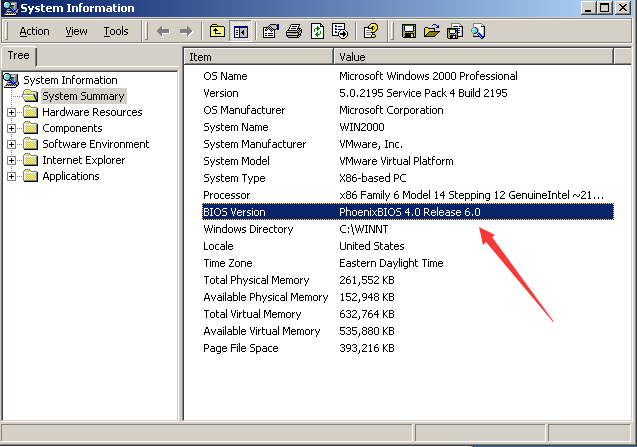 System Information
Action View Tools
Tree
System Information
System Summary
Hardware Resources
Components
Software Environment
Internet Explorer
Applications
Item Value
OS Name Microsoft Windows 2000 Professional
Version 5.0.2195 Service Pack 4 Build 2195
OS Manufacturer Microsoft Corporation
System Name WIN2000
System Manufacturer VMware, Inc.
System Model VMware Virtual Platform
System Type X86-based PC
Processor x86 Family 6 Model 14 Stepping 12 GenuineIntel ~21...
BIOS Version PhoenixBIOS 4.0 Release 6.0
Windows Directory C:\WINNT
Locale United States
Time Zone Eastern Daylight Time
Total Physical Memory 261,552 KB
Available Physical Memory 152,948 KB
Total Virtual Memory 632,764 KB
Available Virtual Memory 535,880 KB
Page File Space 393,216 KB